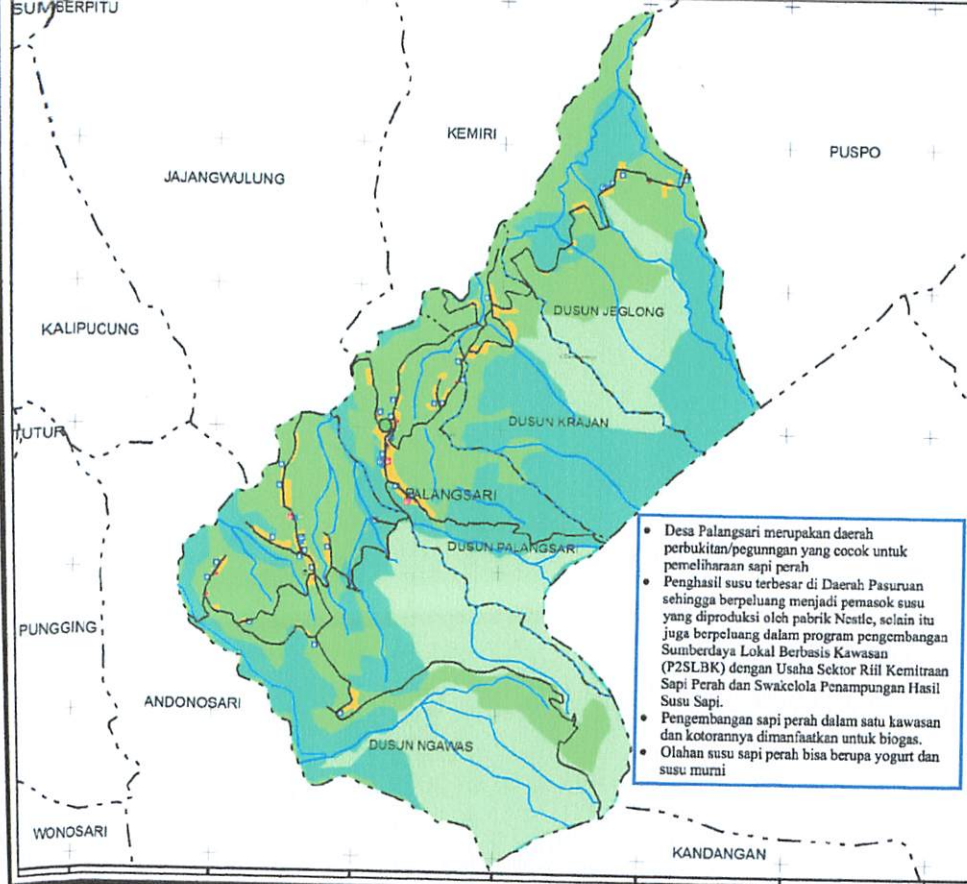 SUMBERPITU
KEMIRI
PUSPO
JAJANGWULUNG
DUSUN JEGLONG
KALIPUCUNG
DUSUN KRAJAN
TUTUR
PALANGSARI
DUSUN PALANGSARI
PUNGGING
ANDONOSARI
DUSUN NGAWAS
WONOSARI
KANDANGAN
• Desa Palangsari merupakan daerah
perbukitan/pegunngan yang cocok untuk
pemeliharaan sapi perah
• Penghasil susu terbesar di Daerah Pasuruan
sehingga berpeluang menjadi pemasok susu
yang diproduksi oleh pabrik Nestle, selain itu
juga berpeluang dalam program pengembangan
Sumberdaya Lokal Berbasis Kawasan
(P2SLBK) dengan Usaha Sektor Riil Kemitraan
Sapi Perah dan Swakelola Penampungan Hasil
Susu Sapi.
• Pengembangan sapi perah dalam satu kawasan
dan kotorannya dimanfaatkan untuk biogas.
• Olahan susu sapi perah bisa berupa yogurt dan
susu murni